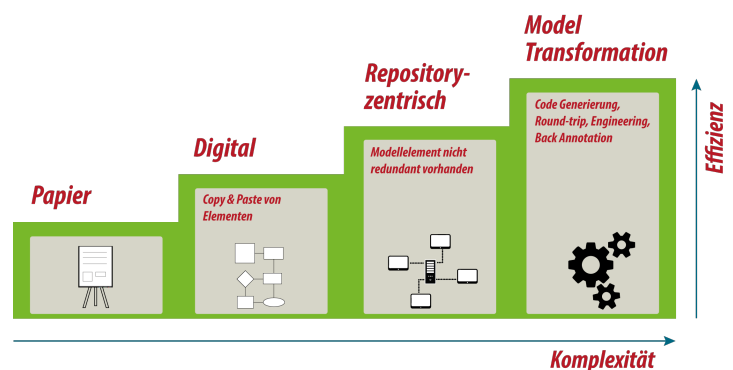 Papier
Digital
Copy & Paste von
Elementen
Repository-
zentrisch
Modellelement nicht
redundant vorhanden
Model
Transformation
Code Generierung,
Round-trip, Engineering,
Back Annotation
Effizienz
Komplexität